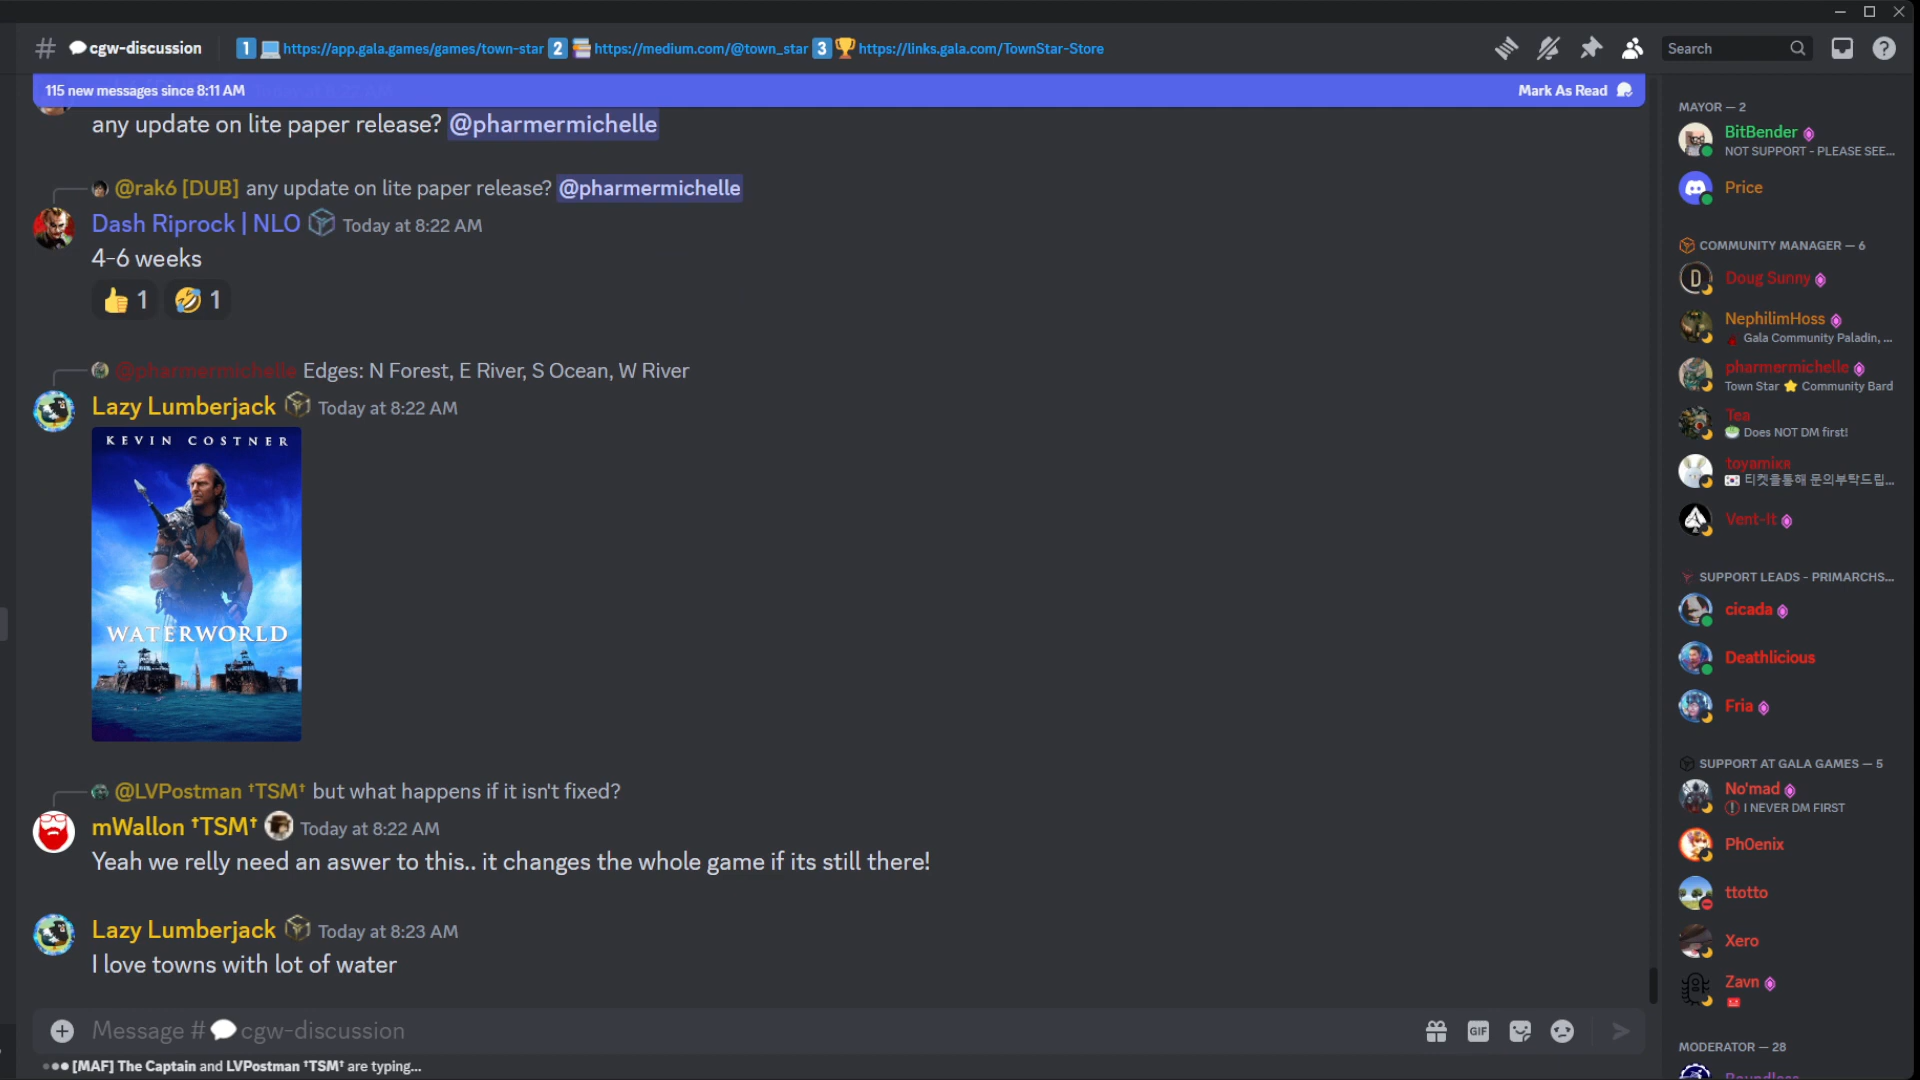 cgw-discussion
1 https://app.gala.games/games/town-star 2 https://medium.com/@town_star 3 https://links.gala.com/TownStar-Store
Search
115 new messages since 8:11 AM
Mark As Read
any update on lite paper release? @pharmermichelle
@rak6 [DUB] any update on lite paper release? @pharmermichelle
Dash Riprock | NLO Today at 8:22 AM
4-6 weeks
👍 1 🤣 1
@pharmermichelle Edges: N Forest, E River, S Ocean, W River
Lazy Lumberjack Today at 8:22 AM
KEVIN COSTNER
WATERWORLD
@LVPostman †TSM† but what happens if it isn't fixed?
mWallon †TSM† Today at 8:22 AM
Yeah we relly need an aswer to this.. it changes the whole game if its still there!
Lazy Lumberjack Today at 8:23 AM
I love towns with lot of water
Message # cgw-discussion
GIF
[MAF] The Captain and LVPostman †TSM† are typing...
MAYOR — 2
BitBender
NOT SUPPORT - PLEASE SEE...
Price
COMMUNITY MANAGER — 6
D
Doug Sunny
NephilimHoss
Gala Community Paladin, ...
pharmermichelle
Town Star ⭐ Community Bard
Tea
Does NOT DM first!
toyamixa
티켓을통해 문의부탁드립...
Vent-It
SUPPORT LEADS - PRIMARCHS...
cicada
Deathlicious
Fria
SUPPORT AT GALA GAMES — 5
No'mad
I NEVER DM FIRST
Ph0enix
ttotto
Xero
Zavn
MODERATOR — 28